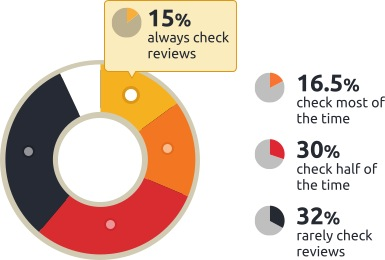 15%
always check
reviews
16.5%
check most of
the time
30%
check half of
the time
32%
rarely check
reviews